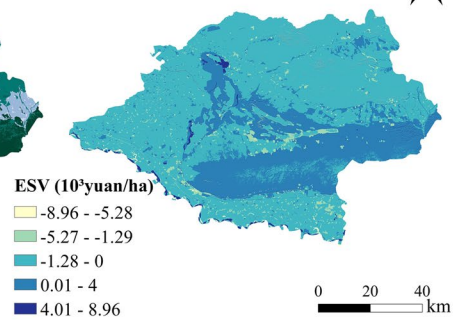 ESV (10³yuan/ha)
-8.96 - -5.28
-5.27 - -1.29
-1.28 - 0
0.01 - 4
4.01 - 8.96
0 20 40
km